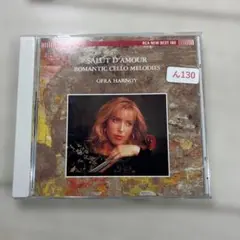 RCA NEW BEST 100
SALUT D'AMOUR
ROMANTIC CELLO MELODIES
OFRA HARNOY
ん130